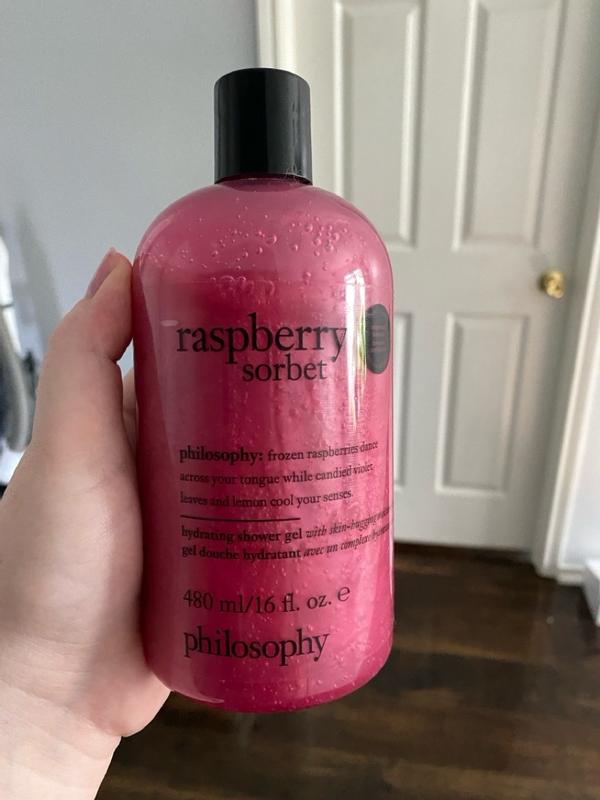 raspberry
sorbet
philosophy: frozen raspberries dance
across your tongue while candied violet
leaves and lemon cool your senses.
hydrating shower gel with skin-hugging
gel douche hydratant avec un complexe
480 ml/16 fl. oz. e
philosophy